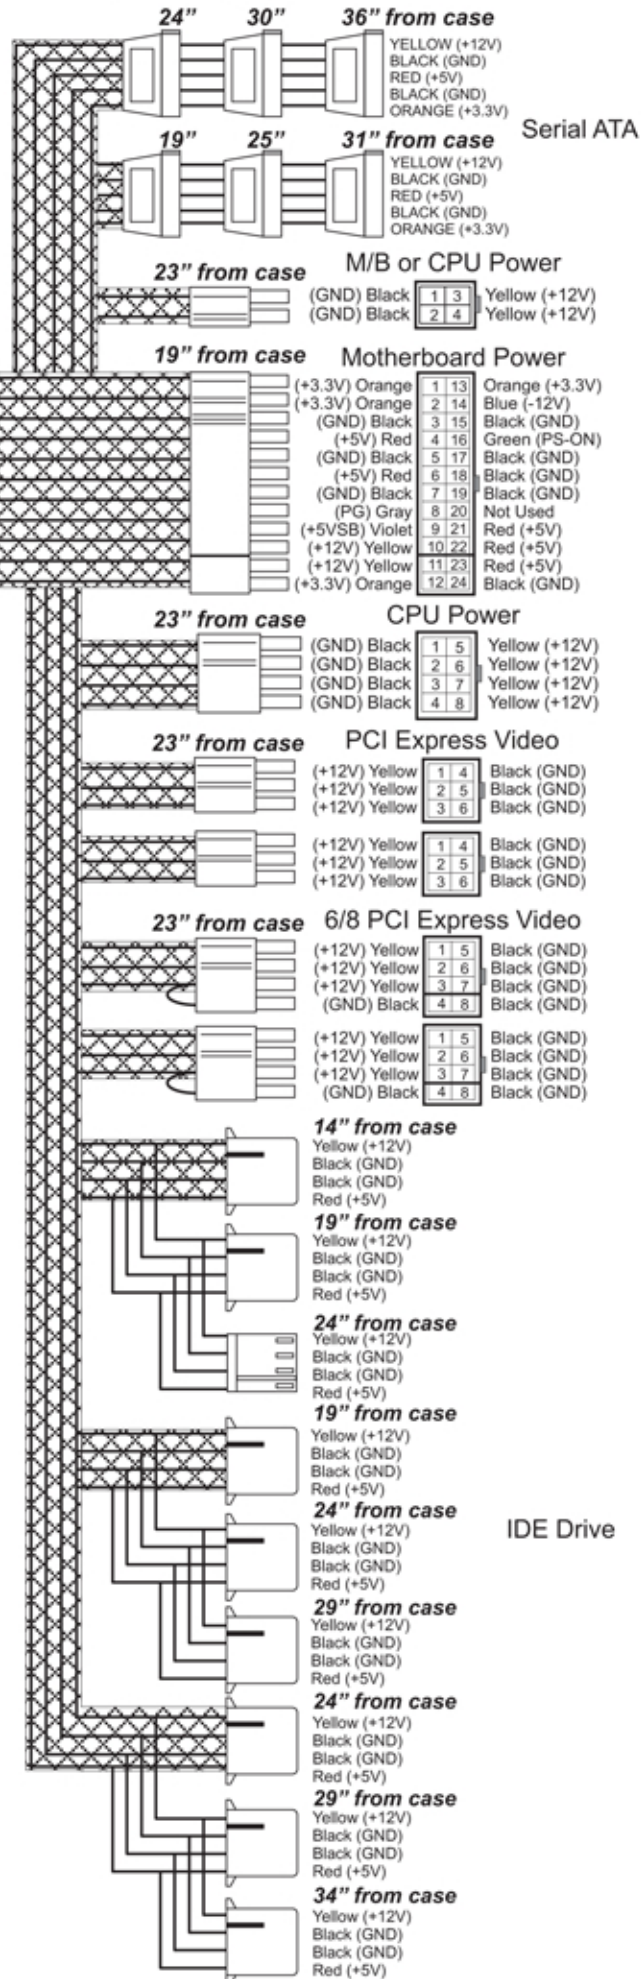 24” 30” 36” from case
YELLOW (+12V)
BLACK (GND)
RED (+5V)
BLACK (GND)
ORANGE (+3.3V)
Serial ATA
19” 25” 31” from case
YELLOW (+12V)
BLACK (GND)
RED (+5V)
BLACK (GND)
ORANGE (+3.3V)
M/B or CPU Power
23” from case
(GND) Black 1 3 Yellow (+12V)
(GND) Black 2 4 Yellow (+12V)
19” from case Motherboard Power
(+3.3V) Orange 1 13 Orange (+3.3V)
(+3.3V) Orange 2 14 Blue (-12V)
(GND) Black 3 15 Black (GND)
(+5V) Red 4 16 Green (PS-ON)
(GND) Black 5 17 Black (GND)
(+5V) Red 6 18 Black (GND)
(GND) Black 7 19 Black (GND)
(PG) Gray 8 20 Not Used
(+5VSB) Violet 9 21 Red (+5V)
(+12V) Yellow 10 22 Red (+5V)
(+12V) Yellow 11 23 Red (+5V)
(+3.3V) Orange 12 24 Black (GND)
23” from case CPU Power
(GND) Black 1 5 Yellow (+12V)
(GND) Black 2 6 Yellow (+12V)
(GND) Black 3 7 Yellow (+12V)
(GND) Black 4 8 Yellow (+12V)
23” from case PCI Express Video
(+12V) Yellow 1 4 Black (GND)
(+12V) Yellow 2 5 Black (GND)
(+12V) Yellow 3 6 Black (GND)
(+12V) Yellow 1 4 Black (GND)
(+12V) Yellow 2 5 Black (GND)
(+12V) Yellow 3 6 Black (GND)
23” from case 6/8 PCI Express Video
(+12V) Yellow 1 5 Black (GND)
(+12V) Yellow 2 6 Black (GND)
(+12V) Yellow 3 7 Black (GND)
(GND) Black 4 8 Black (GND)
(+12V) Yellow 1 5 Black (GND)
(+12V) Yellow 2 6 Black (GND)
(+12V) Yellow 3 7 Black (GND)
(GND) Black 4 8 Black (GND)
14” from case
Yellow (+12V)
Black (GND)
Black (GND)
Red (+5V)
19” from case
Yellow (+12V)
Black (GND)
Black (GND)
Red (+5V)
24” from case
Yellow (+12V)
Black (GND)
Black (GND)
Red (+5V)
19” from case
Yellow (+12V)
Black (GND)
Black (GND)
Red (+5V)
24” from case
IDE Drive
Yellow (+12V)
Black (GND)
Black (GND)
Red (+5V)
29” from case
Yellow (+12V)
Black (GND)
Black (GND)
Red (+5V)
24” from case
Yellow (+12V)
Black (GND)
Black (GND)
Red (+5V)
29” from case
Yellow (+12V)
Black (GND)
Black (GND)
Red (+5V)
34” from case
Yellow (+12V)
Black (GND)
Black (GND)
Red (+5V)